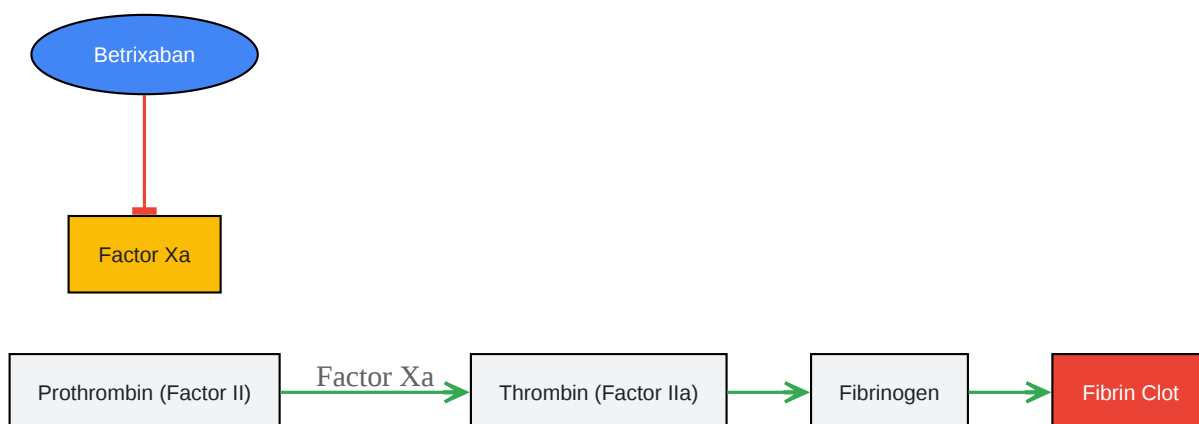 Betrixaban
Factor Xa
Factor Xa
Prothrombin (Factor II)
Thrombin (Factor IIa)
Fibrinogen
Fibrin Clot